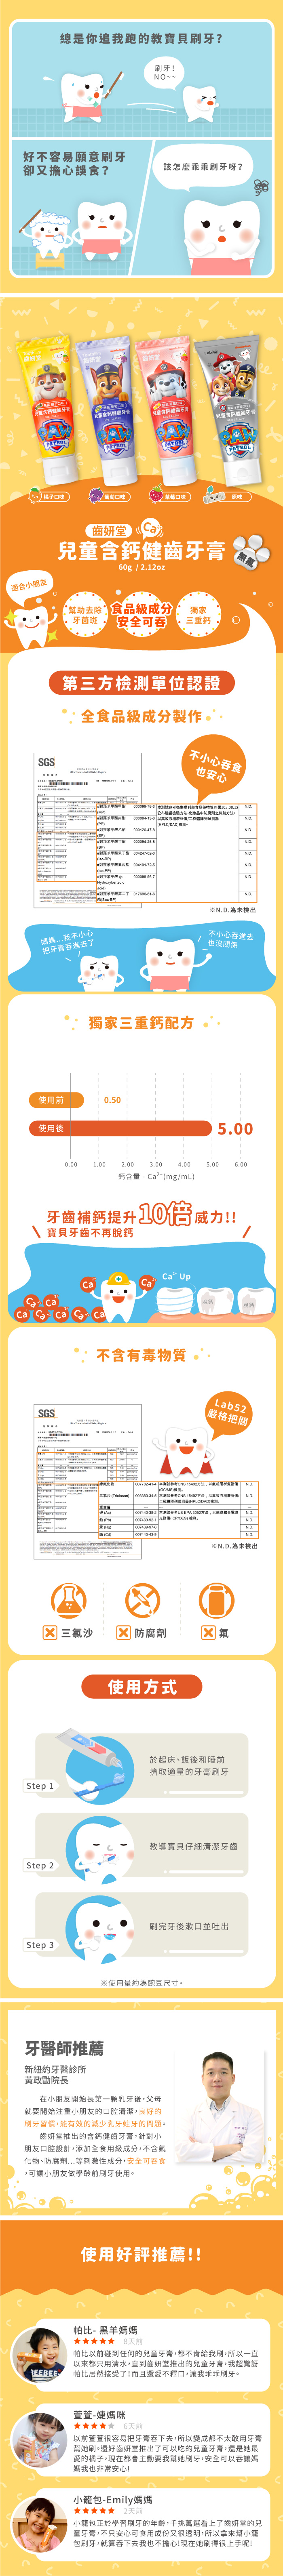 總是你追我跑的教寶貝刷牙?
刷牙!
NO~~
好不容易願意刷牙
卻又擔心誤食?
該怎麼乖乖刷牙呀?
橘子口味
葡萄口味
草莓口味
原味
齒妍堂
Ca
兒童含鈣健齒牙膏
60g / 2.12oz
無氟
適合小朋友
幫助去除
牙菌斑
食品級成分
安全可吞
獨家
三重鈣
第三方檢測單位認證
全食品級成分製作
SGS
不小心吞食
也安心
※N.D.為未檢出
媽媽...我不小心
把牙膏吞進去了
不小心吞進去
也沒關係
獨家三重鈣配方
使用前
0.50
使用後
5.00
0.00 1.00 2.00 3.00 4.00 5.00 6.00
鈣含量 - Ca²⁺(mg/mL)
牙齒補鈣提升10倍威力!!
寶貝牙齒不再脫鈣
Ca²⁺ Up
不含有毒物質
SGS
Lab52
嚴格把關
※N.D.為未檢出
三氯沙
防腐劑
氟
使用方式
Step 1
於起床、飯後和睡前
擠取適量的牙膏刷牙
Step 2
教導寶貝仔細清潔牙齒
Step 3
刷完牙後漱口並吐出
※使用量約為豌豆尺寸。
牙醫師推薦
新紐約牙醫診所
黃政勛院長
在小朋友開始長第一顆乳牙後,父母
就要開始注重小朋友的口腔清潔,良好的
刷牙習慣,能有效的減少乳牙蛀牙的問題。
齒妍堂推出的含鈣健齒牙膏,針對小
朋友口腔設計,添加全食用級成分,不含氟
化物、防腐劑...等刺激性成分,安全可吞食
,可讓小朋友做學齡前刷牙使用。
使用好評推薦!!
帕比- 黑羊媽媽
8天前
帕比以前碰到任何的兒童牙膏,都不肯給我刷,所以一直
以來都只用清水,直到齒妍堂推出的兒童牙膏,我超驚訝
帕比居然接受了!而且還愛不釋口,讓我乖乖刷牙。
萱萱-婕媽咪
6天前
以前萱萱很容易把牙膏吞下去,所以變成都不太敢用牙膏
幫她刷,還好齒妍堂推出了可以吃的兒童牙膏,還是她最
愛的橘子,現在都會主動要我幫她刷牙,安全可以吞讓媽
媽我也非常安心!
小籠包-Emily媽媽
2天前
小籠包正於學習刷牙的年齡,千挑萬選看上了齒妍堂的兒
童牙膏,不只安心可食用成份又很透明,所以拿來幫小籠
包刷牙,就算吞下去我也不擔心!現在她刷得很上手呢!